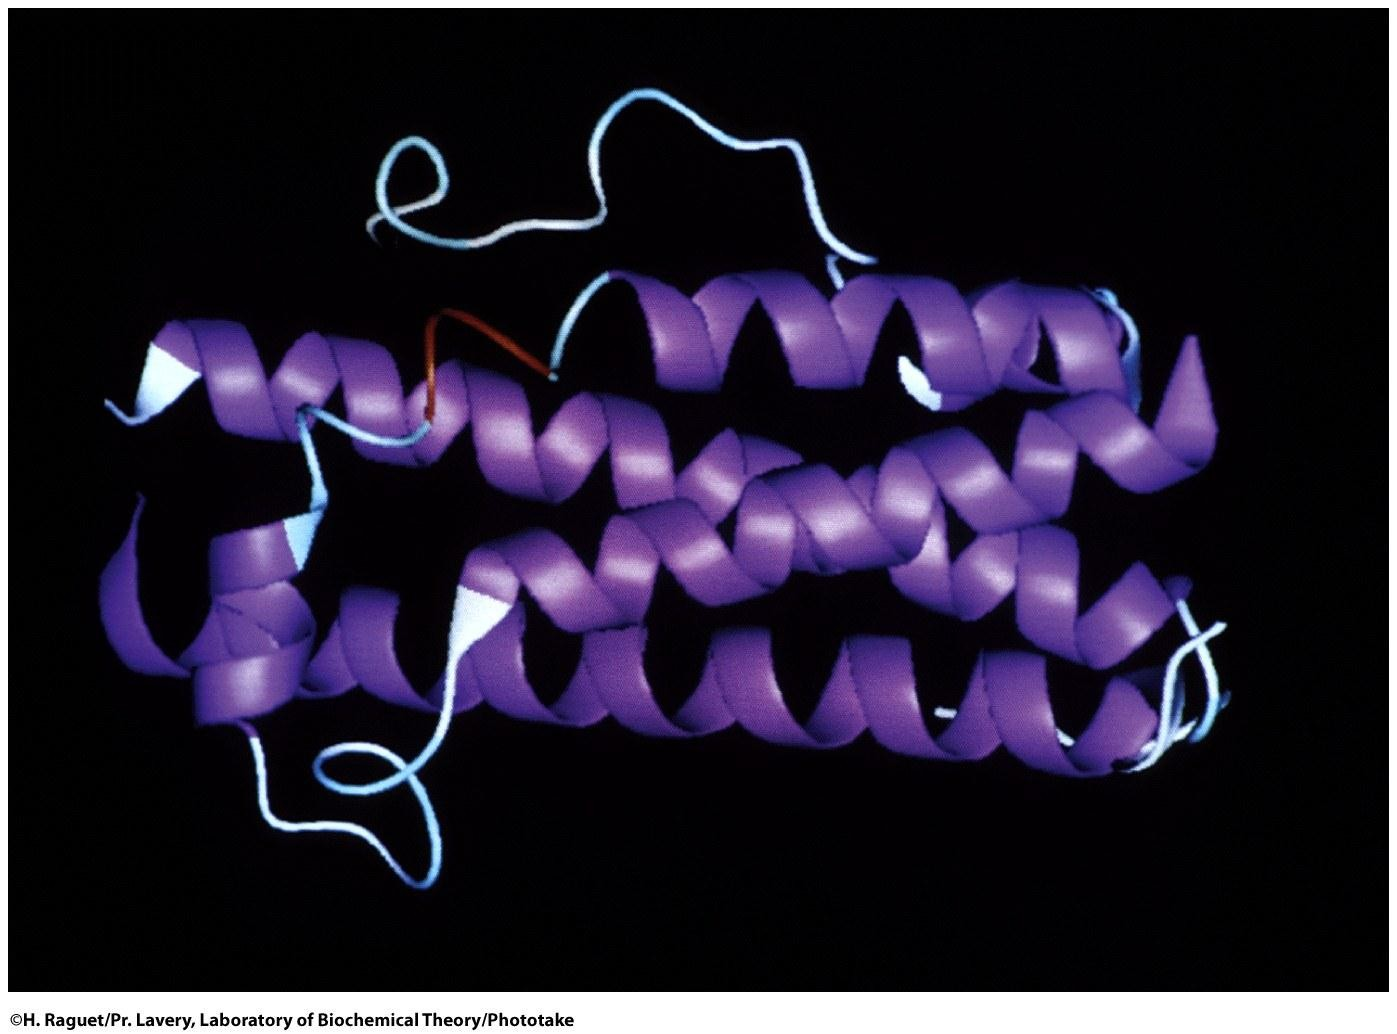 ©H. Raguet/Pr. Lavery, Laboratory of Biochemical Theory/Phototake